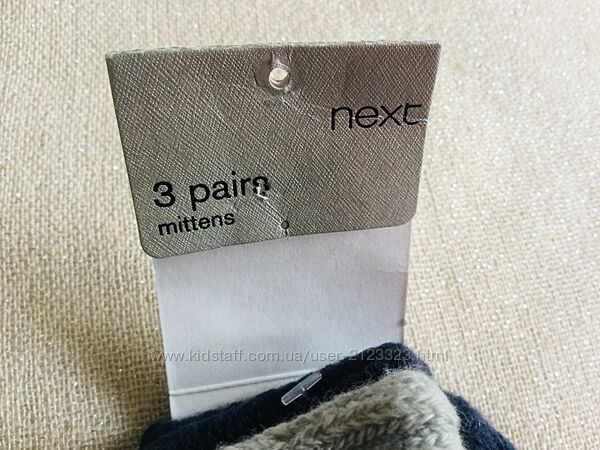 next
3 pairs
mittens
www.kidstaff.com.ua/user-2123323.html